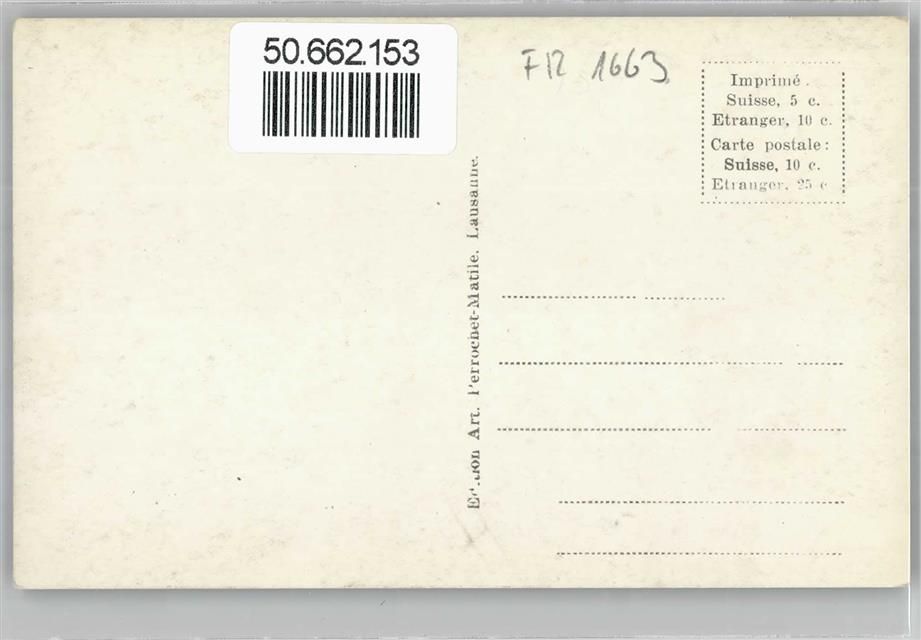 50.662.153
FR 1663
Imprimé.
Suisse, 5 c.
Etranger, 10 c.
Carte postale:
Suisse, 10 c.
Etranger, 25 c
Edition Art. Perrochet-Matile, Lausanne.